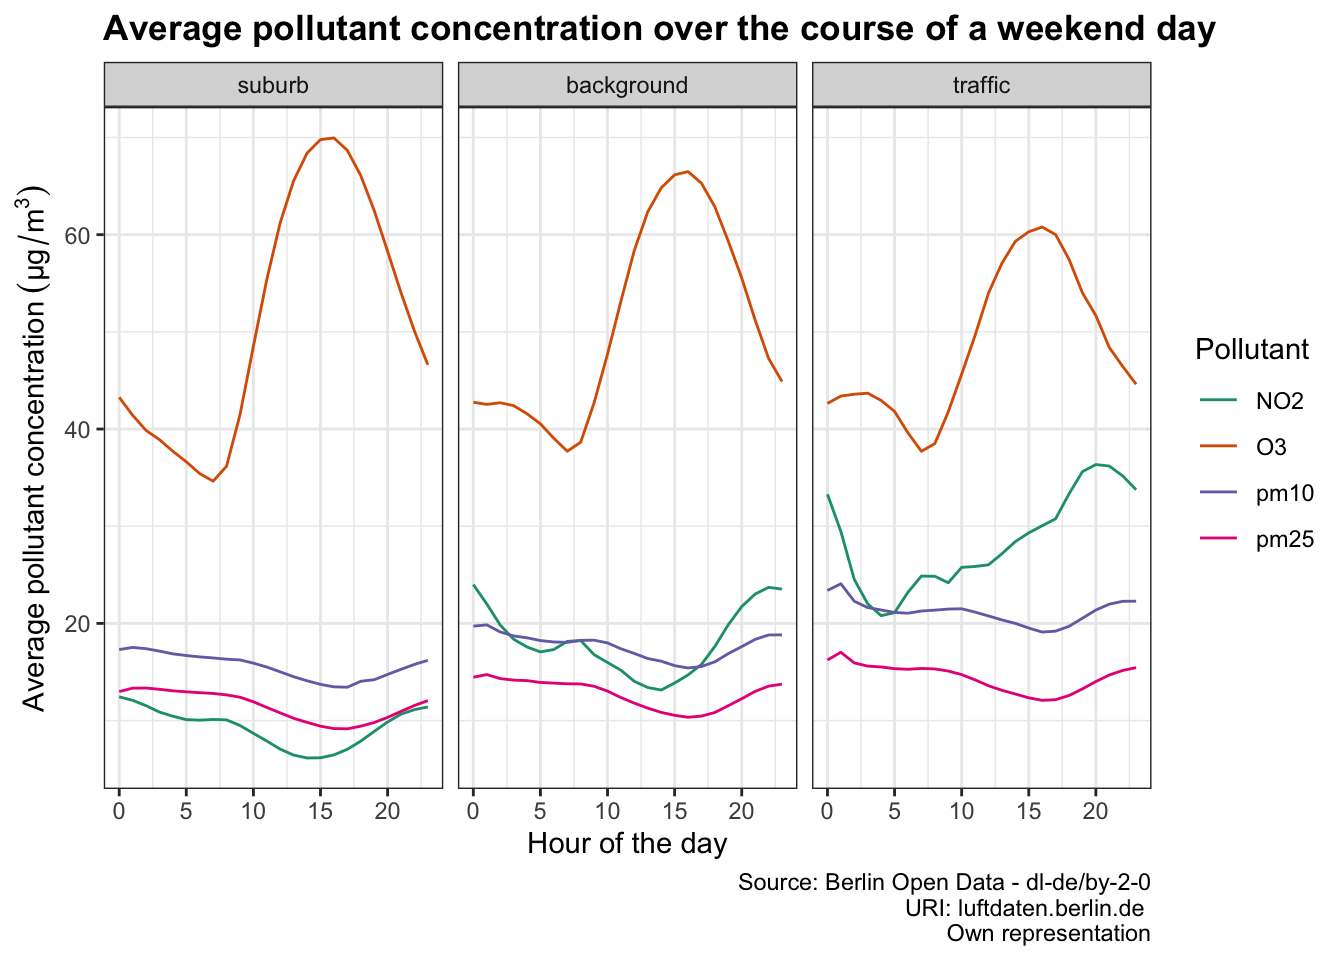 Average pollutant concentration over the course of a weekend day
suburb
background
traffic
Average pollutant concentration (µg/m³)
60
40
20
0 5 10 15 20
0 5 10 15 20
0 5 10 15 20
Hour of the day
Pollutant
NO2
O3
pm10
pm25
Source: Berlin Open Data - dl-de/by-2-0
URI: luftdaten.berlin.de
Own representation